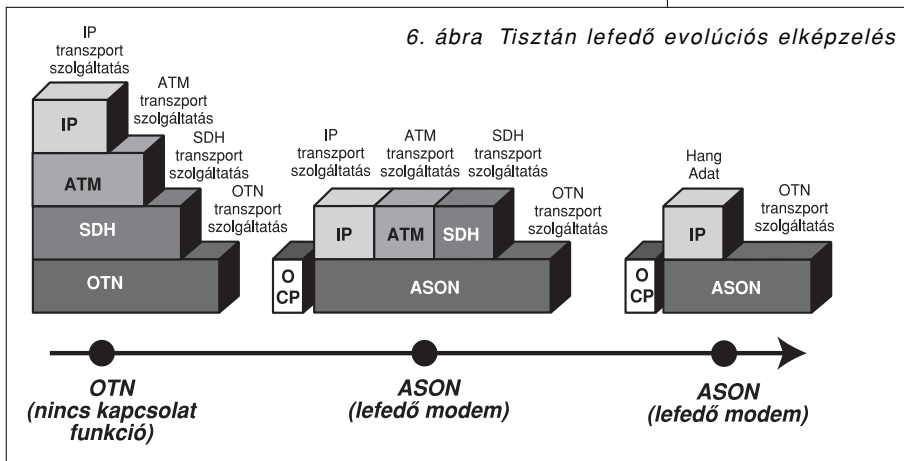 6. ábra Tisztán lefedő evolúciós elképzelés
IP
transzport
szolgáltatás
ATM
transzport
szolgáltatás
SDH
transzport
szolgáltatás
OTN
transzport
szolgáltatás
IP
ATM
SDH
OTN
IP
transzport
szolgáltatás
ATM
transzport
szolgáltatás
SDH
transzport
szolgáltatás
OTN
transzport
szolgáltatás
IP
ATM
SDH
O
CP
ASON
Hang
Adat
OTN
transzport
szolgáltatás
IP
O
CP
ASON
OTN
(nincs kapcsolat
funkció)
ASON
(lefedő modem)
ASON
(lefedő modem)